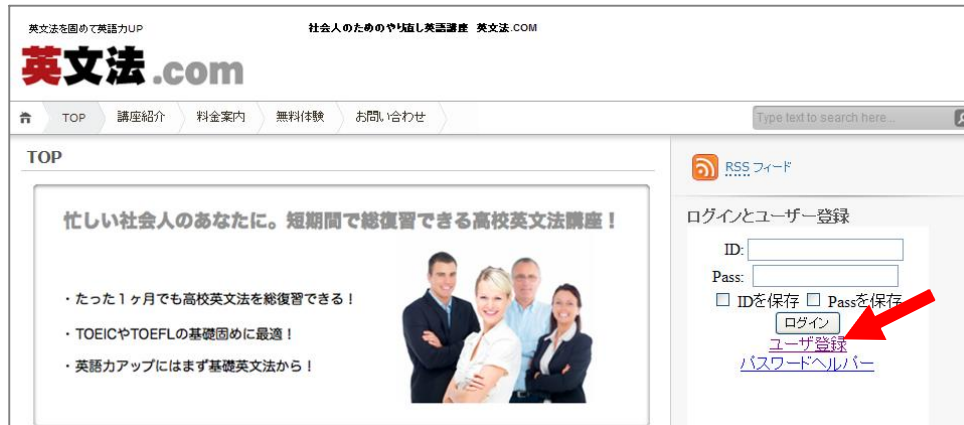 英文法を固めて英語力UP
社会人のためのやり直し英語講座 英文法.COM
英文法.com
TOP 講座紹介 料金案内 無料体験 お問い合わせ
Type text to search here...
TOP
忙しい社会人のあなたに。短期間で総復習できる高校英文法講座！
・たった１ヶ月でも高校英文法を総復習できる！
・TOEICやTOEFLの基礎固めに最適！
・英語力アップにはまず基礎英文法から！
RSS フィード
ログインとユーザー登録
ID:
Pass:
IDを保存 Passを保存
ログイン
ユーザ登録
パスワードヘルパー